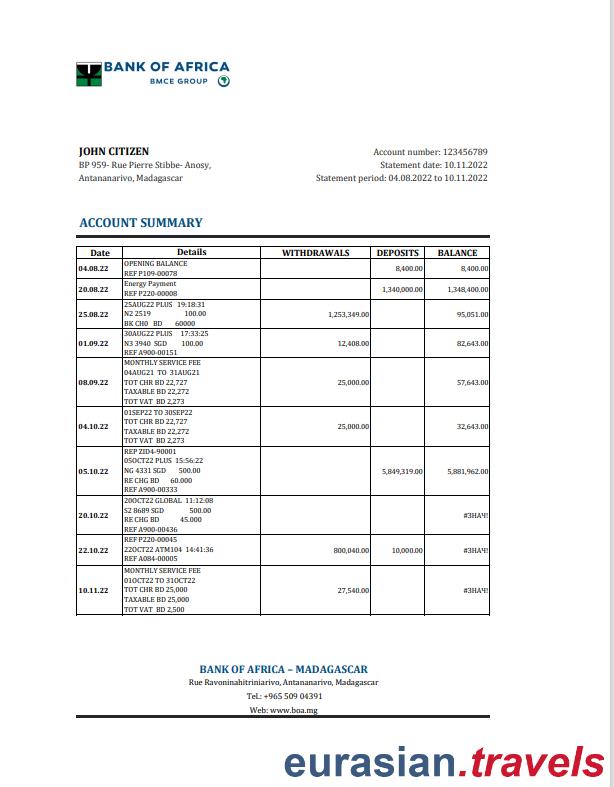 BANK OF AFRICA
BMCE GROUP
JOHN CITIZEN
BP 959- Rue Pierre Stibbe- Anosy,
Antananarivo, Madagascar
Account number: 123456789
Statement date: 10.11.2022
Statement period: 04.08.2022 to 10.11.2022
ACCOUNT SUMMARY
Date Details WITHDRAWALS DEPOSITS BALANCE
04.08.22 OPENING BALANCE 8,400.00 8,400.00
REF P109-00078
20.08.22 Energy Payment 1,340,000.00 1,348,400.00
REF P220-00008
25AUG22 PLUS 19:18:31
25.08.22 N2 2519 100.00 1,253,349.00 95,051.00
BK CH0 BD 60000
30AUG22 PLUS 17:33:25
01.09.22 N3 3940 SGD 100.00 12,408.00 82,643.00
REF A900-00151
MONTHLY SERVICE FEE
04AUG21 TO 31AUG21
08.09.22 TOT CHR BD 22,727 25,000.00 57,643.00
TAXABLE BD 22,272
TOT VAT BD 2,273
01SEP22 TO 30SEP22
04.10.22 TOT CHR BD 22,727 25,000.00 32,643.00
TAXABLE BD 22,272
TOT VAT BD 2,273
REP ZID4-90001
05OCT22 PLUS 15:56:22
05.10.22 NG 4331 SGD 500.00 5,849,319.00 5,881,962.00
RE CHG BD 60.000
REF A900-00333
20OCT22 GLOBAL 11:12:08
20.10.22 S2 8689 SGD 500.00 #ЗНАЧ!
RE CHG BD 45.000
REF A900-00436
REF P220-00045
22.10.22 22OCT22 ATM104 14:41:36 800,040.00 10,000.00 #ЗНАЧ!
REF A084-00005
MONTHLY SERVICE FEE
01OCT22 TO 31OCT22
10.11.22 TOT CHR BD 25,000 27,540.00 #ЗНАЧ!
TAXABLE BD 25,000
TOT VAT BD 2,500
BANK OF AFRICA – MADAGASCAR
Rue Ravoninahitriniarivo, Antananarivo, Madagascar
Tel.: +965 509 04391
Web: www.boa.mg
eurasian.travels